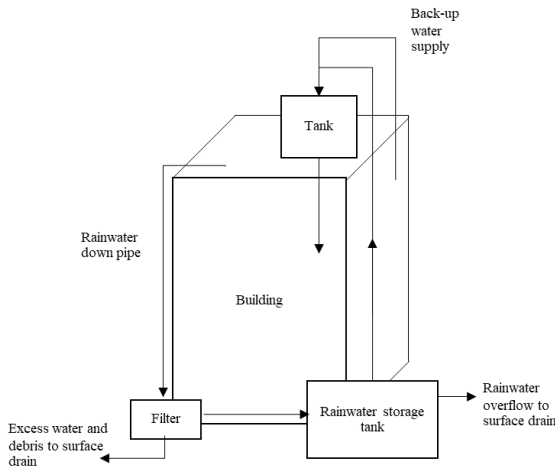 Back-up
water
supply
Tank
Rainwater
down pipe
Building
Filter
Rainwater storage
tank
Rainwater
overflow to
surface drain
Excess water and
debris to surface
drain